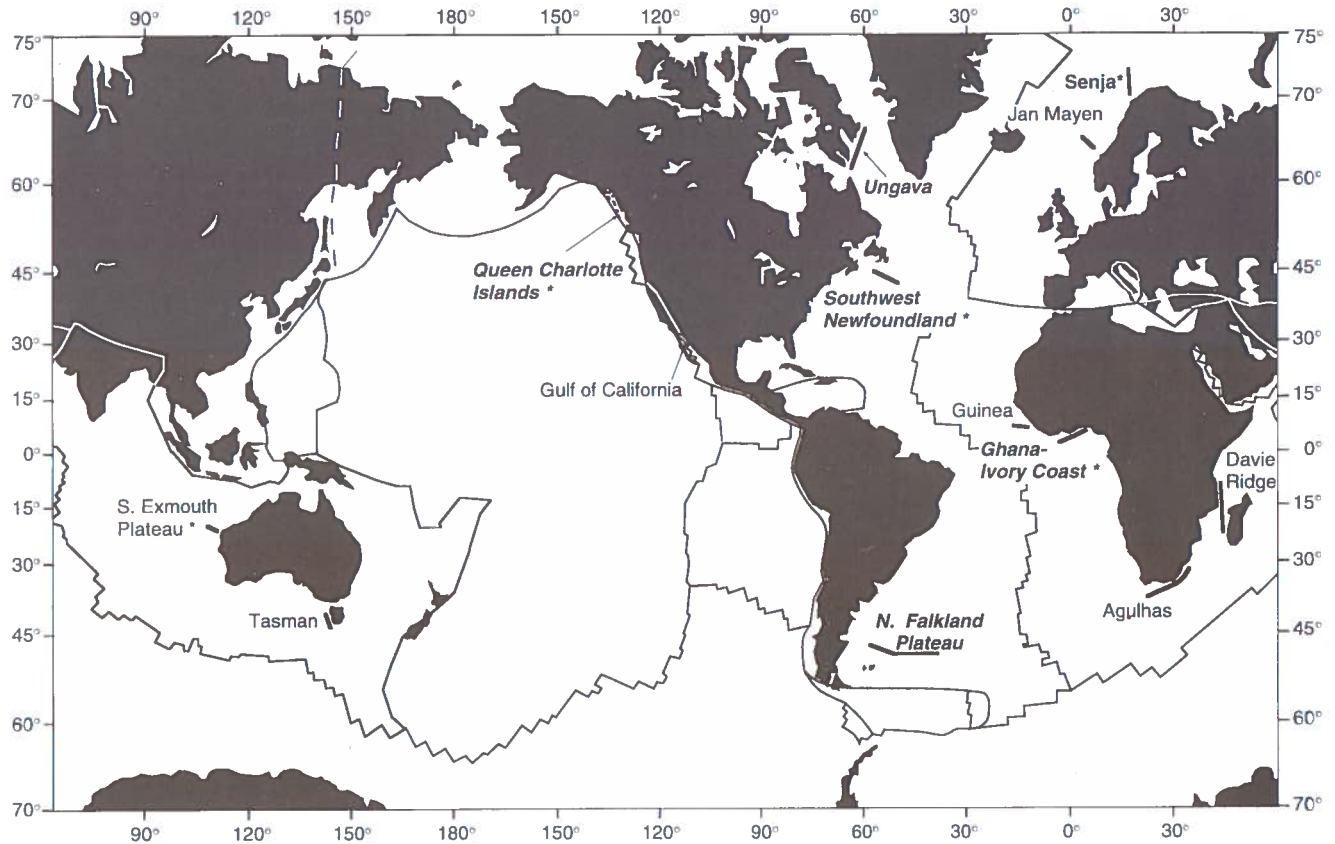 90° 120° 150° 180° 150° 120° 90° 60° 30° 0° 30°
75° 75°
Senja*
70° 70°
Jan Mayen
60° 60°
Ungava
45° 45°
Queen Charlotte
Islands *
Southwest
Newfoundland *
30° 30°
Gulf of California
15° 15°
Guinea
0° 0°
Ghana-
Ivory Coast *
Davie
Ridge
S. Exmouth
Plateau *
15° 15°
30° 30°
Agulhas
Tasman
N. Falkland
Plateau
45° 45°
60° 60°
70° 70°
90° 120° 150° 180° 150° 120° 90° 60° 30° 0° 30°